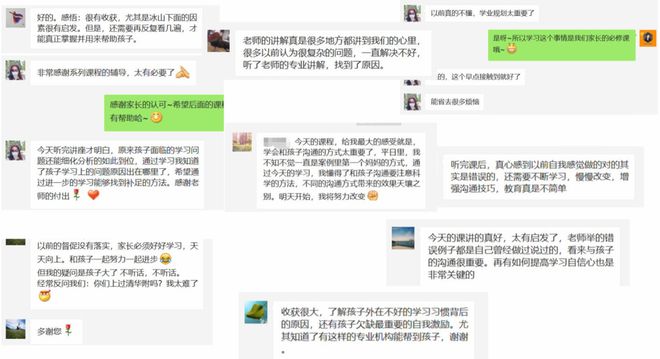 好的。感悟：很有收获，尤其是冰山下面的因
素很有启发。但是，还需要再反复看几遍，才
能真正掌握并用来帮助孩子。
非常感谢系列课程的辅导，太有必要了
感谢家长的认可~希望后面的课程
有帮助哈~
今天听完讲座才明白，原来孩子面临的学习问
题还能细化分析的如此到位，通过学习我知道
了孩子学习上的问题原因出在哪里了，希望通
过进一步的学习能够找到补足的方法。感谢老
师的付出
以前的督促没有落实，家长必须好好学习，天
天向上。和孩子一起努力一起进步
但我的疑问是孩子大了 不听话，不听话。
经常反问我们：你们上过清华附吗？我太难了
多谢您
老师的讲解真是很多地方都讲到我们的心里，
很多以前认为很复杂的问题，一直解决不好，
听了老师的专业讲解，找到了原因。
今天的课程，给我最大的感受就是，
学会和孩子沟通的方式太重要了，平日里，我
不知不觉一直是案例里第一个妈妈的方式，通
过今天的学习，我懂得了和孩子沟通要注意科
学的方法，不同的沟通方式带来的效果天壤之
别。明天开始，我将努力改变
收获很大，了解孩子外在不好的学习习惯背后
的原因，还有孩子欠缺最重要的自我激励。尤
其知道了有这样的专业机构能帮到孩子，谢谢
。
以前真的不懂，学业规划太重要了
是呀~所以学习这个事情是我们家长的必修课
哦~
的，这个早点接触到就好了
能省去很多烦恼
听完课后，真心感到以前自我感觉做的对的其
实是错误的，还需要不断学习，慢慢改变，增
强沟通技巧，教育真是不简单
今天的课讲的真好，太有启发了，老师举的错
误例子都是自己曾经做过说过的，看来与孩子
的沟通很重要。再有如何提高学习自信心也是
非常关键的